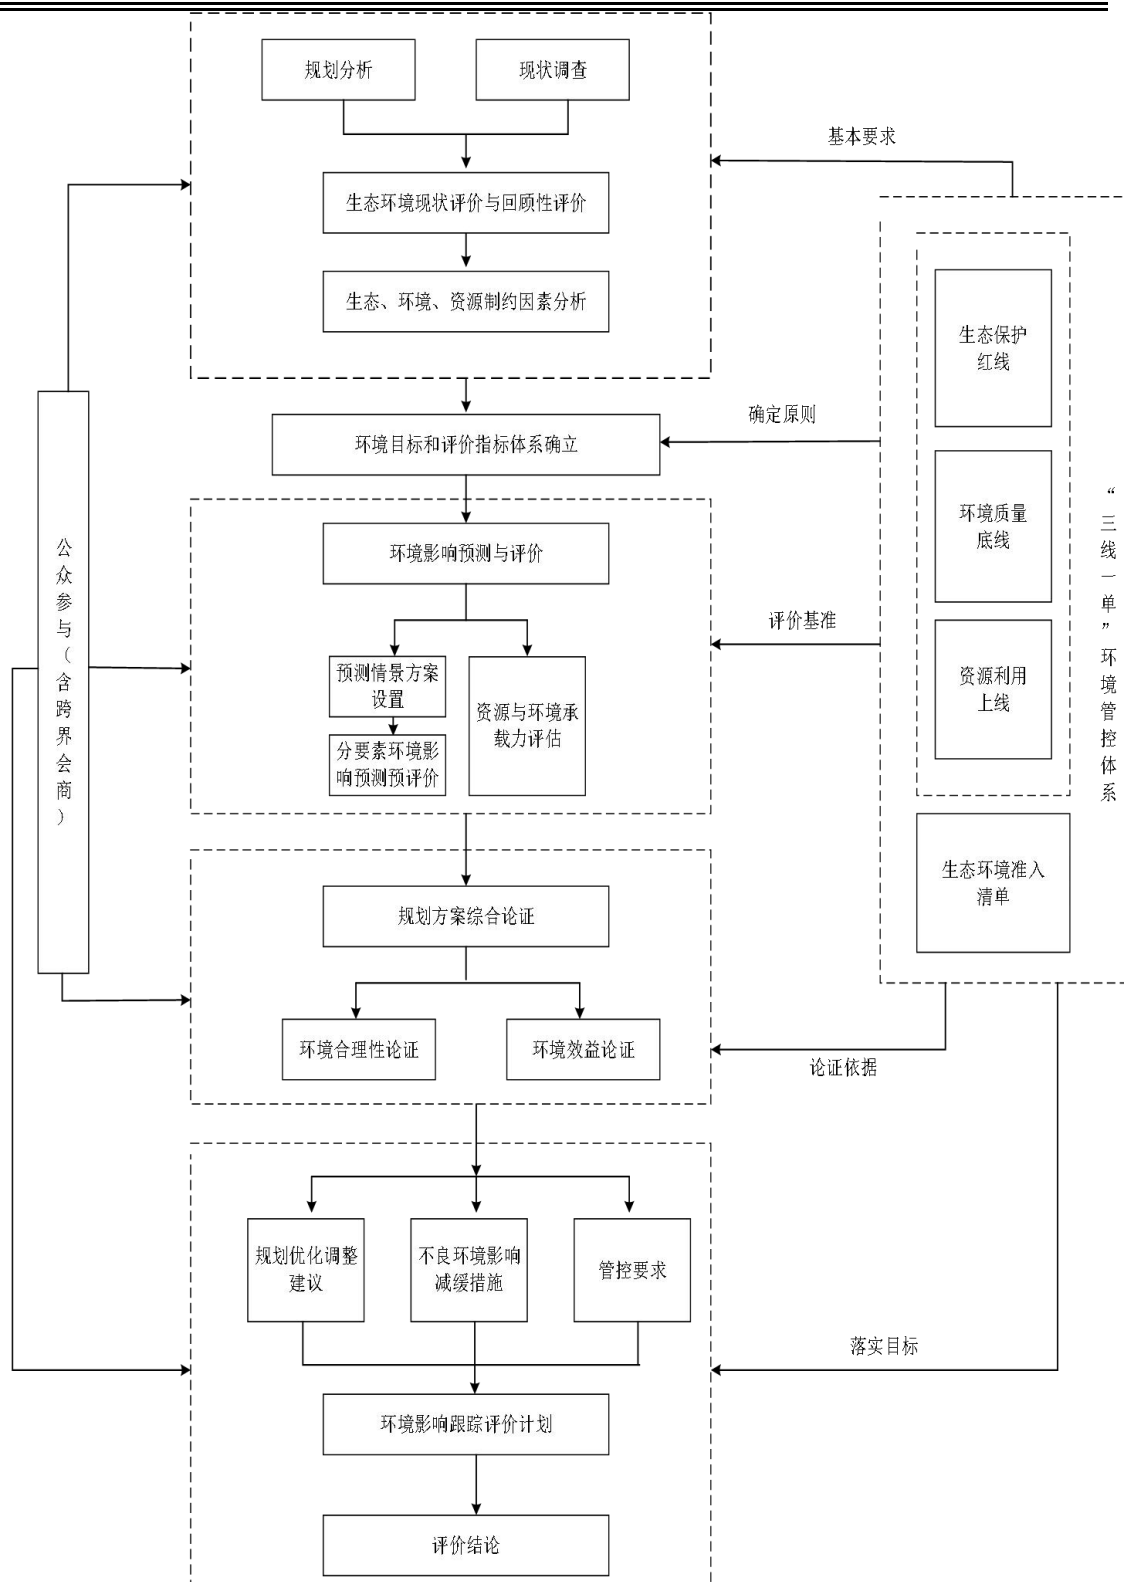 规划分析
现状调查
基本要求
生态环境现状评价与回顾性评价
生态、环境、资源制约因素分析
生态保护
红线
确定原则
环境目标和评价指标体系确立
环境质量
底线
“三线一单”环境管控体系
公众参与（含跨界会商）
环境影响预测与评价
评价基准
预测情景方案
设置
资源与环境承
载力评估
资源利用
上线
分要素环境影
响预测预评价
生态环境准入
清单
规划方案综合论证
环境合理性论证
环境效益论证
论证依据
规划优化调整
建议
不良环境影响
减缓措施
管控要求
落实目标
环境影响跟踪评价计划
评价结论